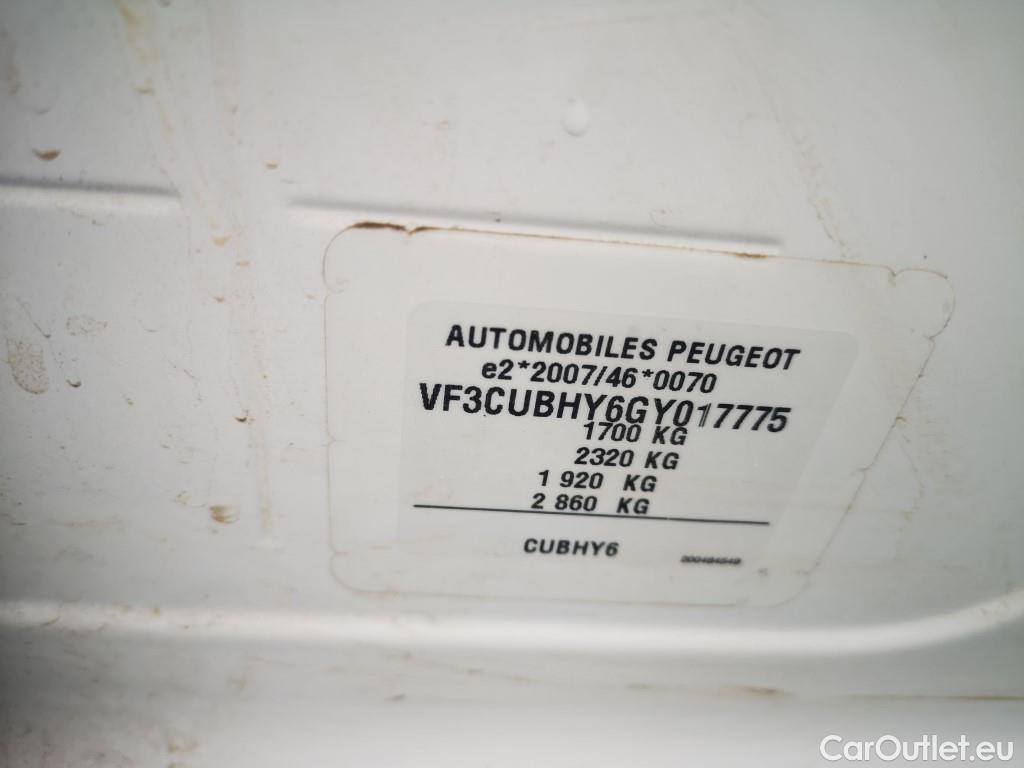 AUTOMOBILES PEUGEOT
e2*2007/46*0070
VF3CUBHY6GY017775
1700 KG
2320 KG
1 920 KG
2 860 KG
CUBHY6
CarOutlet.eu